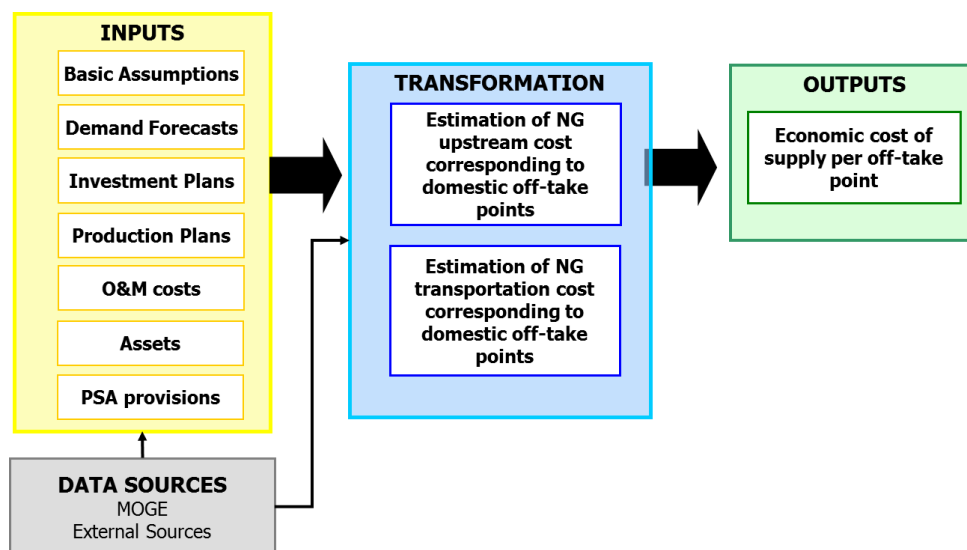 INPUTS
Basic Assumptions
Demand Forecasts
Investment Plans
Production Plans
O&M costs
Assets
PSA provisions
DATA SOURCES
MOGE
External Sources
TRANSFORMATION
Estimation of NG
upstream cost
corresponding to
domestic off-take
points
Estimation of NG
transportation cost
corresponding to
domestic off-take
points
OUTPUTS
Economic cost of
supply per off-take
point